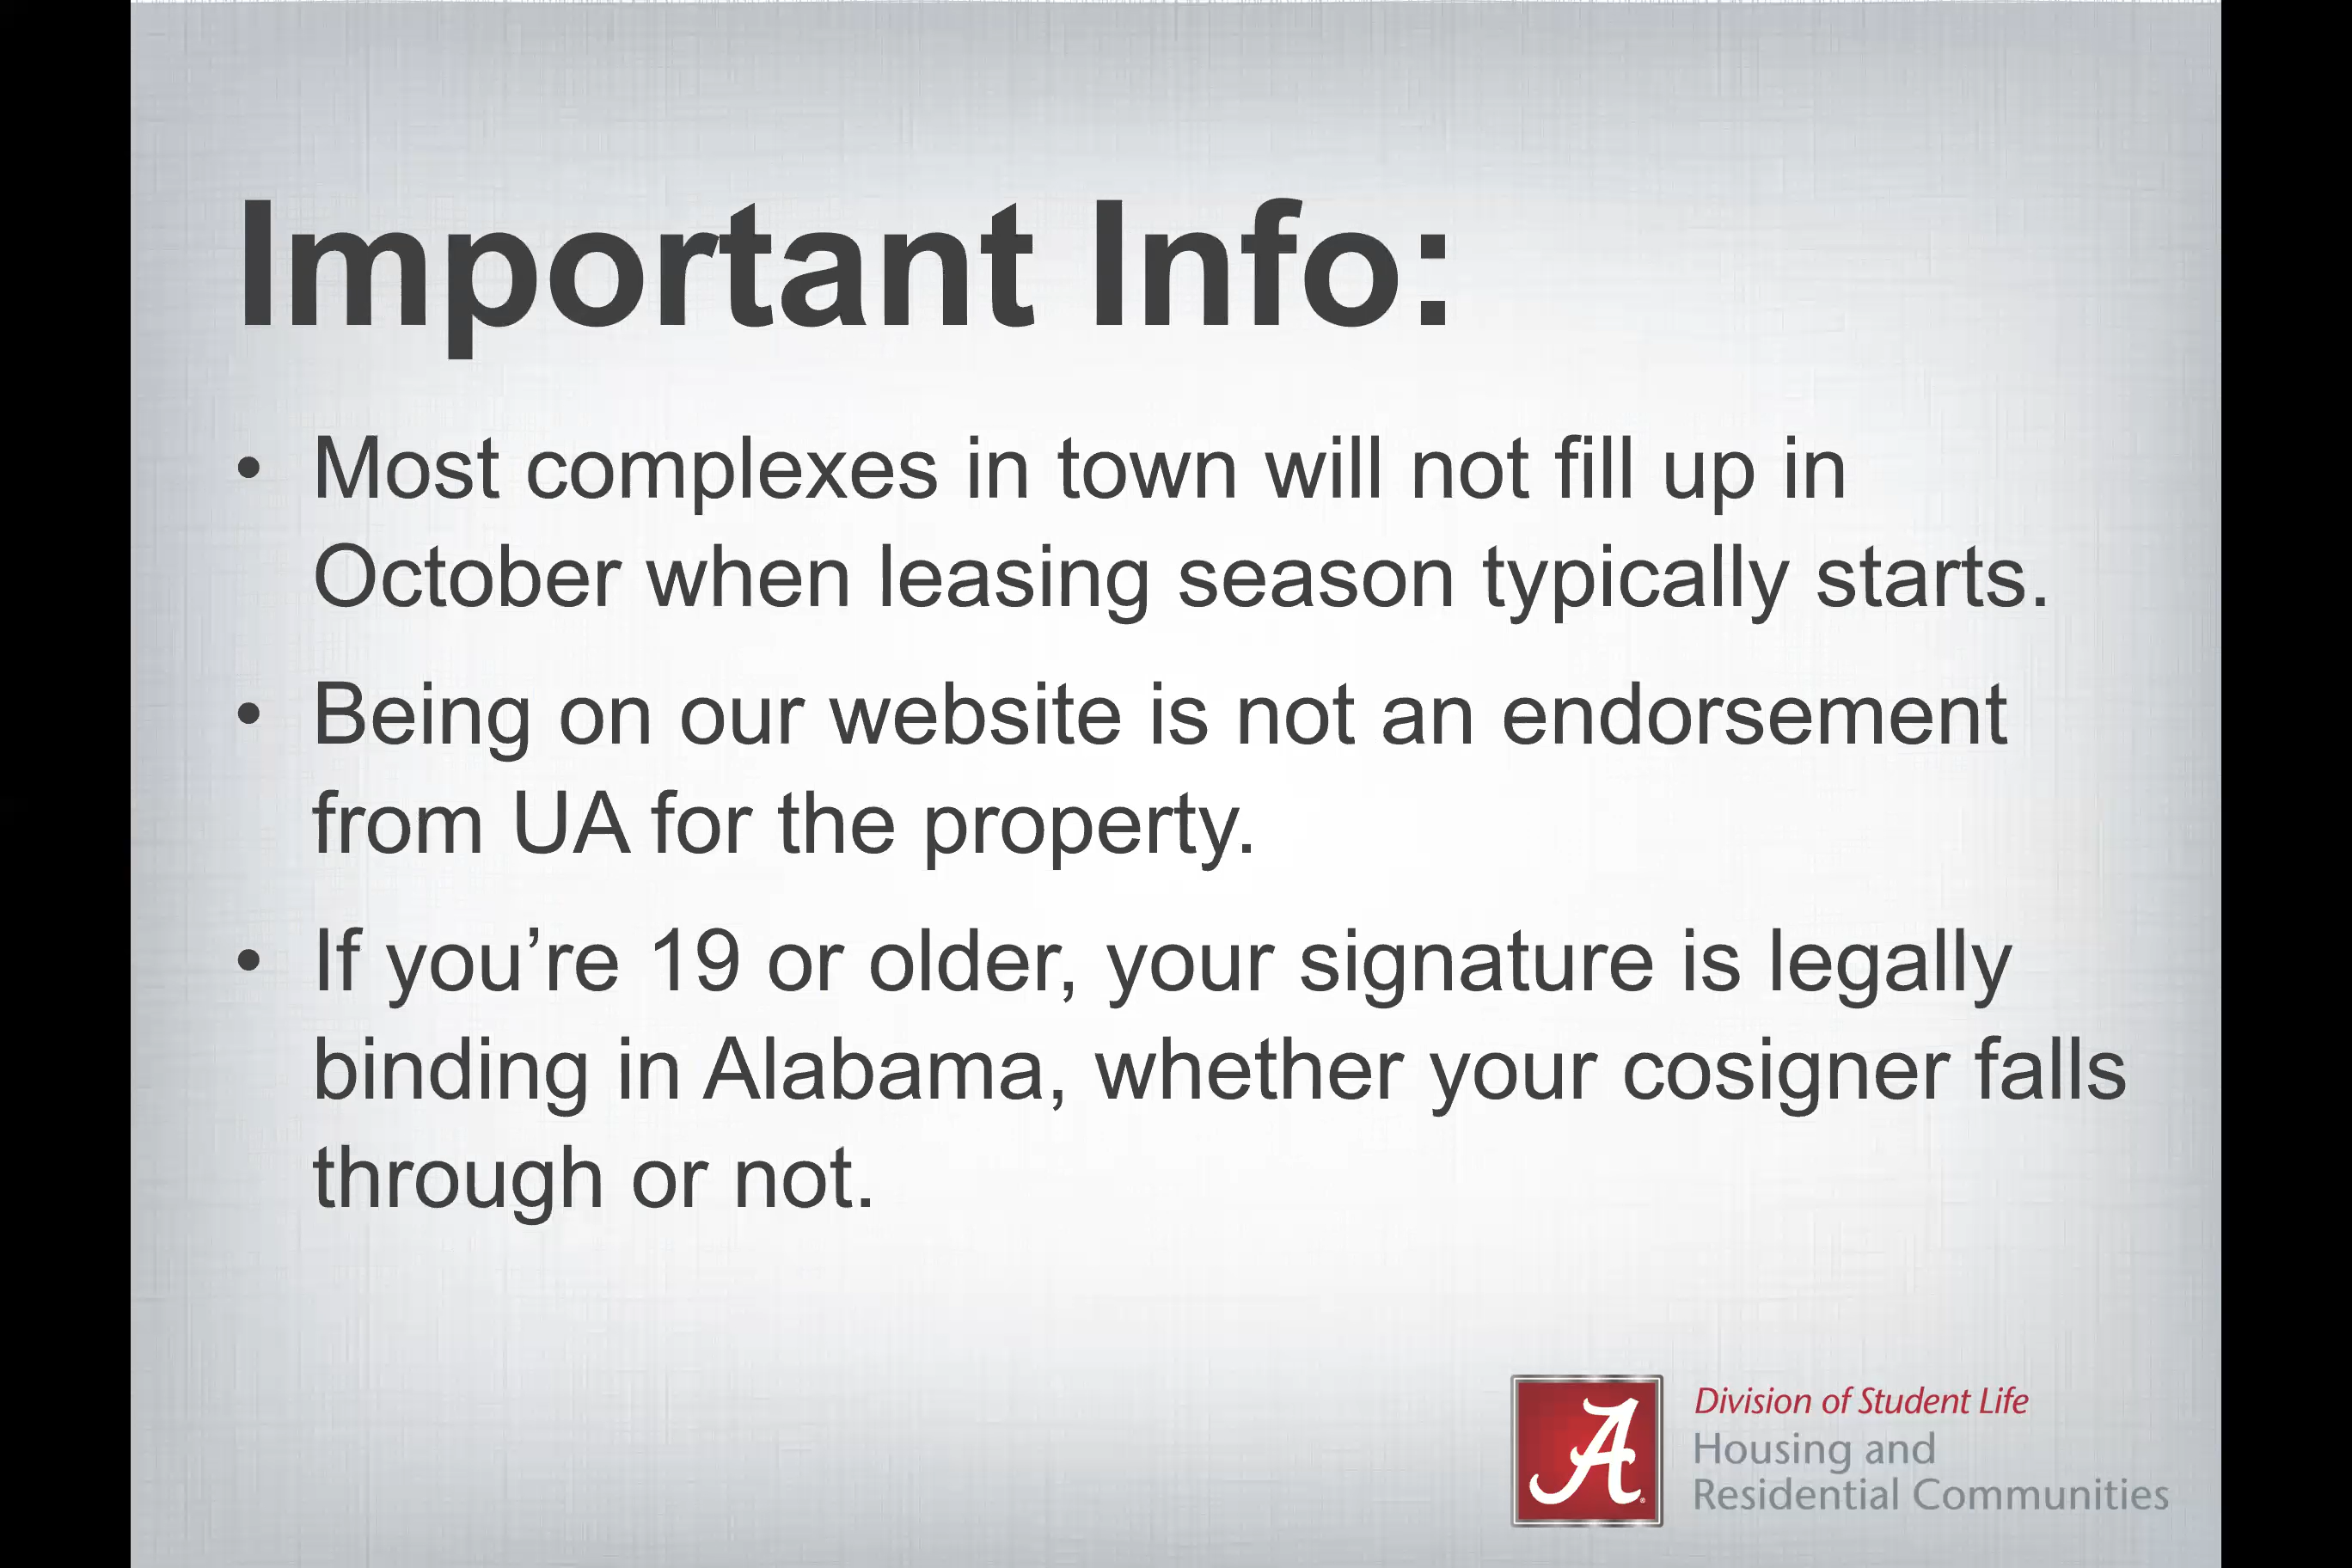 Important Info:
• Most complexes in town will not fill up in
October when leasing season typically starts.
• Being on our website is not an endorsement
from UA for the property.
• If you’re 19 or older, your signature is legally
binding in Alabama, whether your cosigner falls
through or not.
A
Division of Student Life
Housing and
Residential Communities